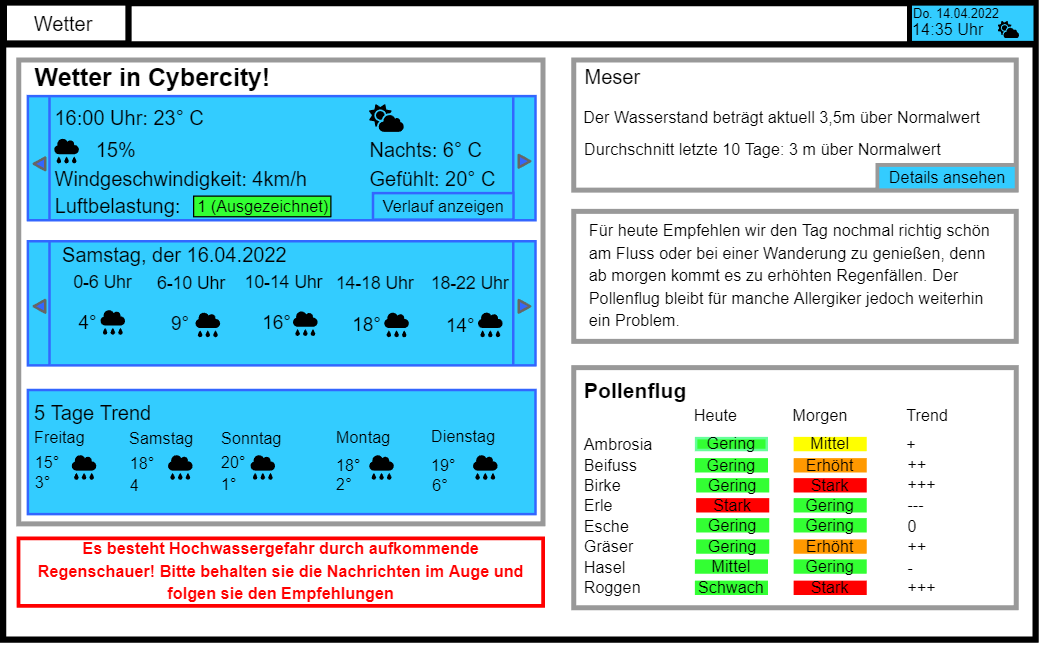 Wetter
Do. 14.04.2022
14:35 Uhr
Wetter in Cybercity!
16:00 Uhr: 23° C
15%
Nachts: 6° C
Windgeschwindigkeit: 4km/h
Gefühlt: 20° C
Luftbelastung: 1 (Ausgezeichnet)
Verlauf anzeigen
Samstag, der 16.04.2022
0-6 Uhr 6-10 Uhr 10-14 Uhr 14-18 Uhr 18-22 Uhr
4° 9° 16° 18° 14°
5 Tage Trend
Freitag Samstag Sonntag Montag Dienstag
15° 18° 20° 18° 19°
3° 4 1° 2° 6°
Es besteht Hochwassergefahr durch aufkommende
Regenschauer! Bitte behalten sie die Nachrichten im Auge und
folgen sie den Empfehlungen
Meser
Der Wasserstand beträgt aktuell 3,5m über Normalwert
Durchschnitt letzte 10 Tage: 3 m über Normalwert
Details ansehen
Für heute Empfehlen wir den Tag nochmal richtig schön
am Fluss oder bei einer Wanderung zu genießen, denn
ab morgen kommt es zu erhöhten Regenfällen. Der
Pollenflug bleibt für manche Allergiker jedoch weiterhin
ein Problem.
Pollenflug
Heute Morgen Trend
Ambrosia Gering Mittel +
Beifuss Gering Erhöht ++
Birke Gering Stark +++
Erle Stark Gering ---
Esche Gering Gering 0
Gräser Gering Erhöht ++
Hasel Mittel Gering -
Roggen Schwach Stark +++